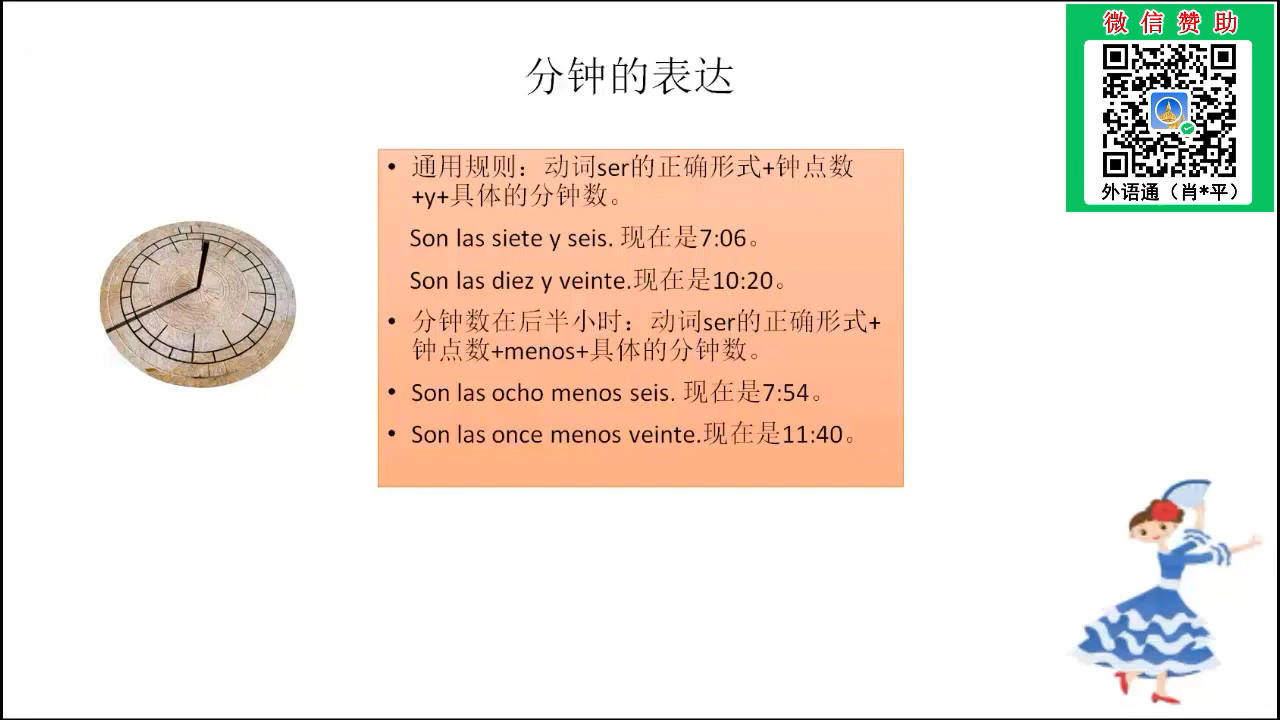 微信赞助
外语通（肖*平）
分钟的表达
• 通用规则：动词ser的正确形式+钟点数
+y+具体的分钟数。
Son las siete y seis. 现在是7:06。
Son las diez y veinte.现在是10:20。
• 分钟数在后半小时：动词ser的正确形式+
钟点数+menos+具体的分钟数。
• Son las ocho menos seis. 现在是7:54。
• Son las once menos veinte.现在是11:40。